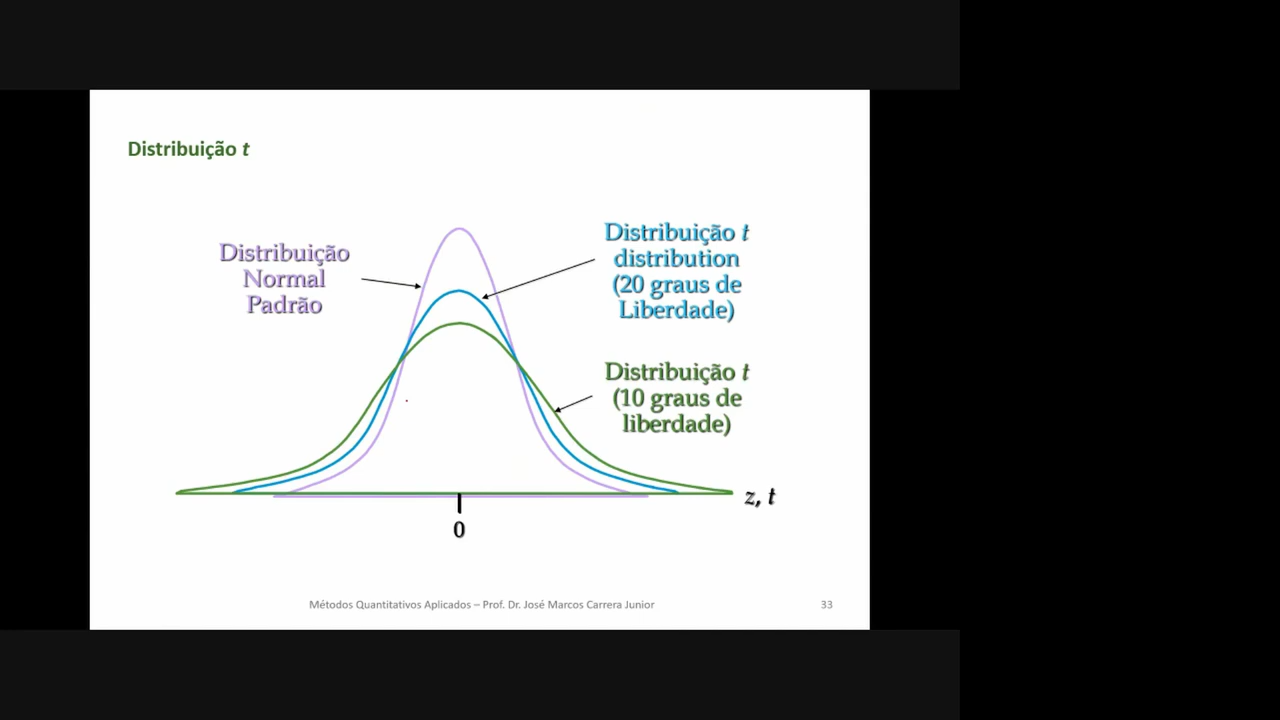 Distribuição t
Distribuição
Normal
Padrão
Distribuição t
distribution
(20 graus de
Liberdade)
Distribuição t
(10 graus de
liberdade)
z, t
0
Métodos Quantitativos Aplicados – Prof. Dr. José Marcos Carrera Junior
33